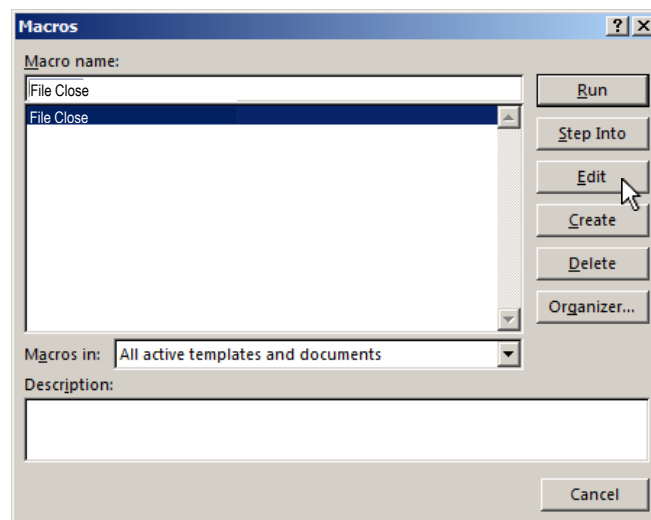 Macros
? X
Macro name:
File Close
Run
File Close
Step Into
Edit
Create
Delete
Organizer...
Macros in: All active templates and documents
Description:
Cancel